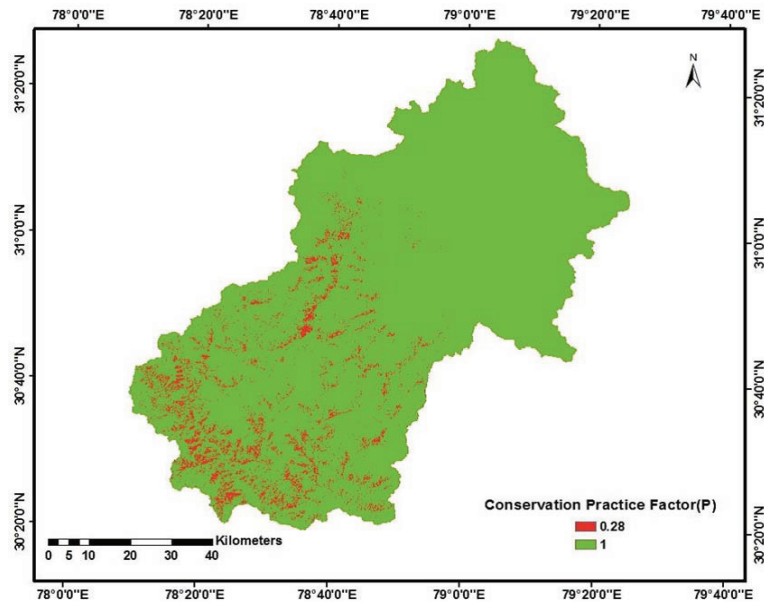 78°0'0"E 78°20'0"E 78°40'0"E 79°0'0"E 79°20'0"E 79°40'0"E
31°20'0"N 31°20'0"N
N
31°0'0"N 31°0'0"N
30°40'0"N 30°40'0"N
30°20'0"N 30°20'0"N
Conservation Practice Factor(P)
0.28
1
Kilometers
0 5 10 20 30 40
78°0'0"E 78°20'0"E 78°40'0"E 79°0'0"E 79°20'0"E 79°40'0"E